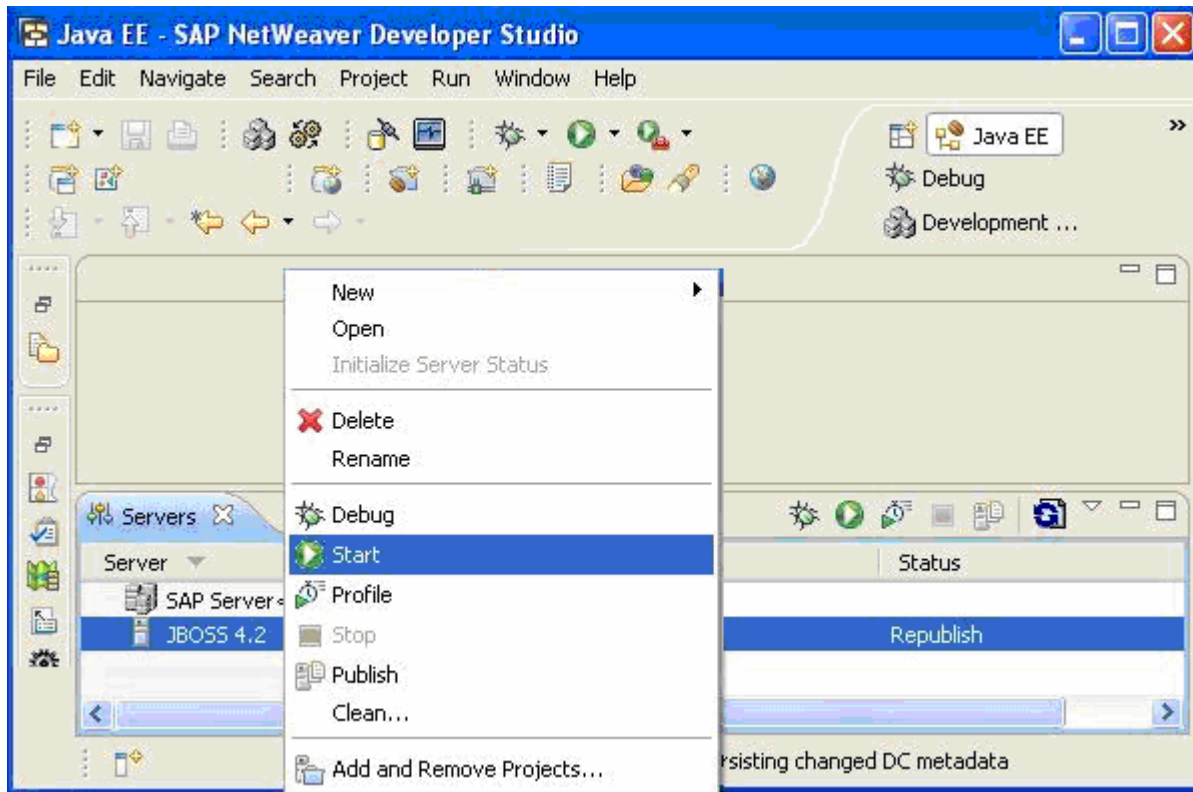 Java EE - SAP NetWeaver Developer Studio
File Edit Navigate Search Project Run Window Help
Java EE
Debug
Development ...
New
Open
Initialize Server Status
Delete
Rename
Debug
Start
Profile
Stop
Publish
Clean...
Add and Remove Projects...
Servers
Server Status
SAP Server
JBOSS 4.2 Republish
rsisting changed DC metadata